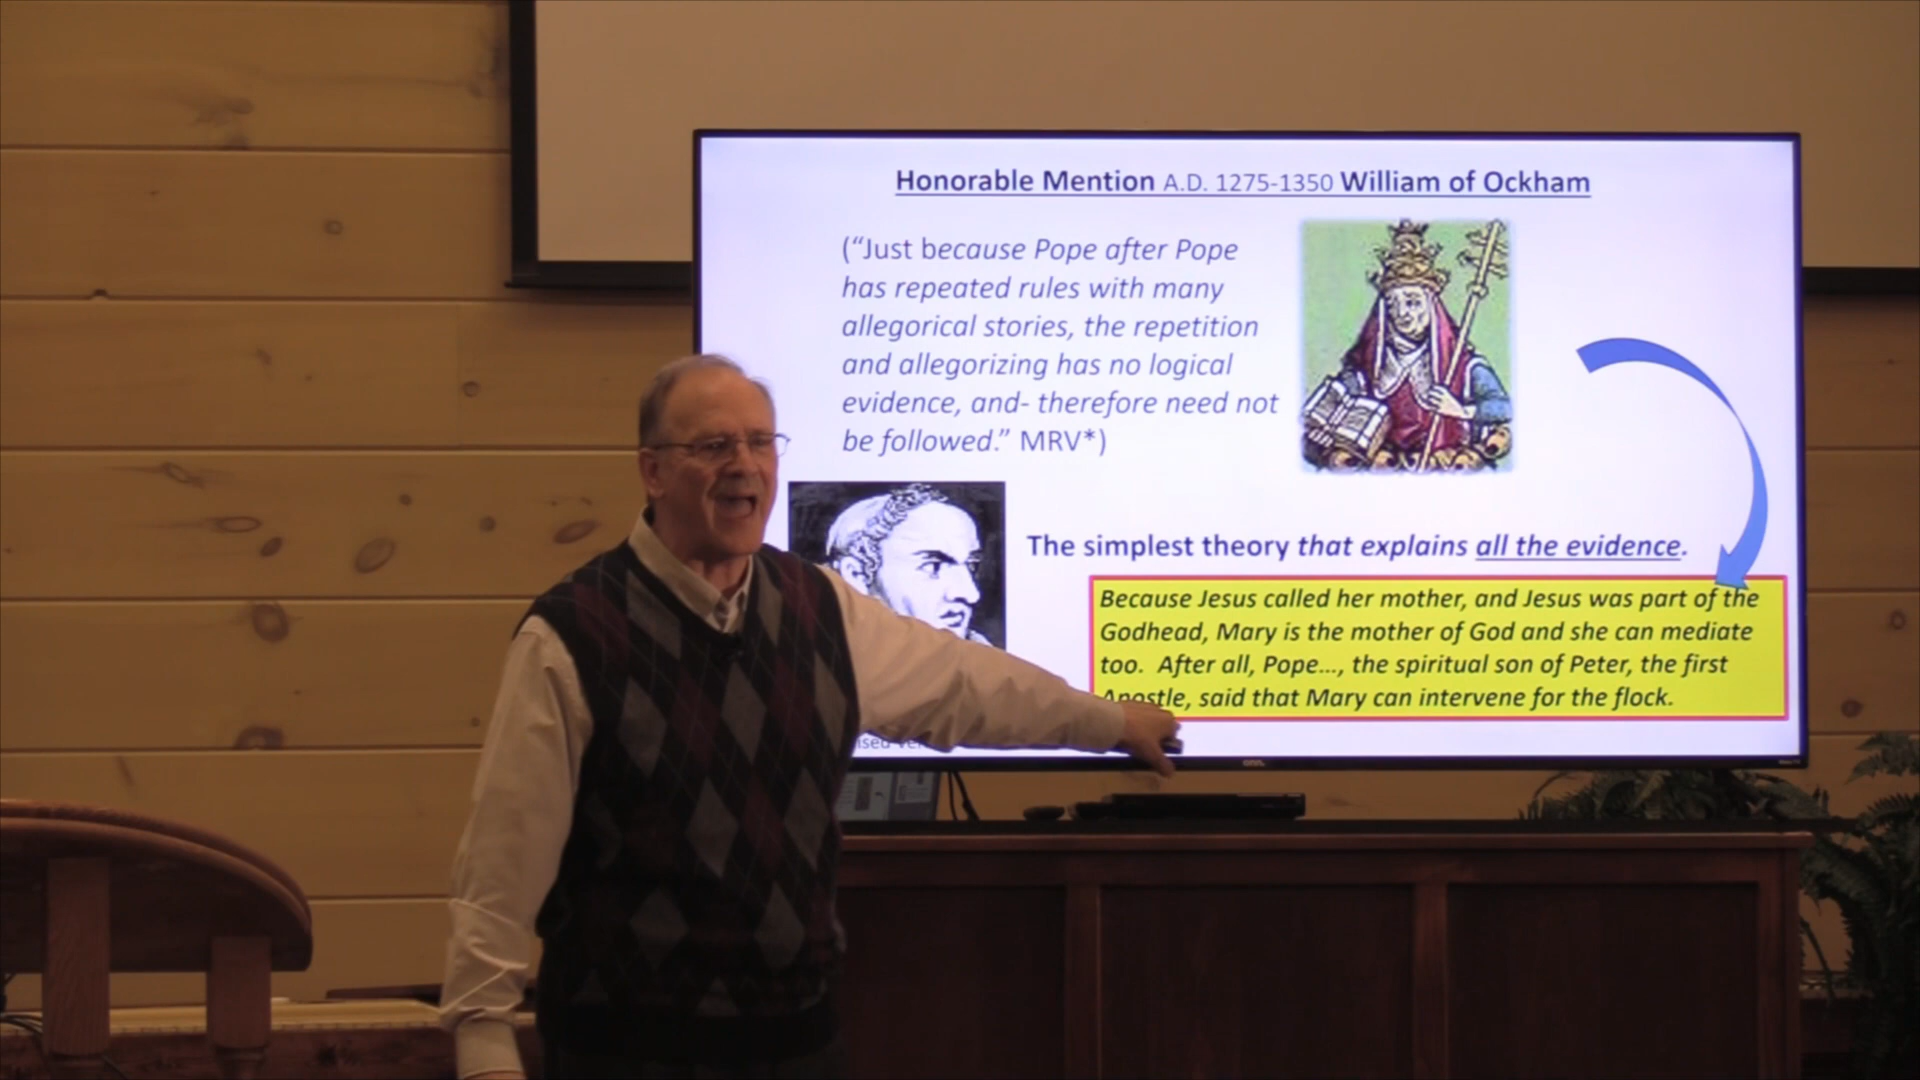 Honorable Mention A.D. 1275-1350 William of Ockham
(“Just because Pope after Pope
has repeated rules with many
allegorical stories, the repetition
and allegorizing has no logical
evidence, and- therefore need not
be followed.” MRV*)
The simplest theory that explains all the evidence.
Because Jesus called her mother, and Jesus was part of the
Godhead, Mary is the mother of God and she can mediate
too. After all, Pope..., the spiritual son of Peter, the first
Apostle, said that Mary can intervene for the flock.
onn.